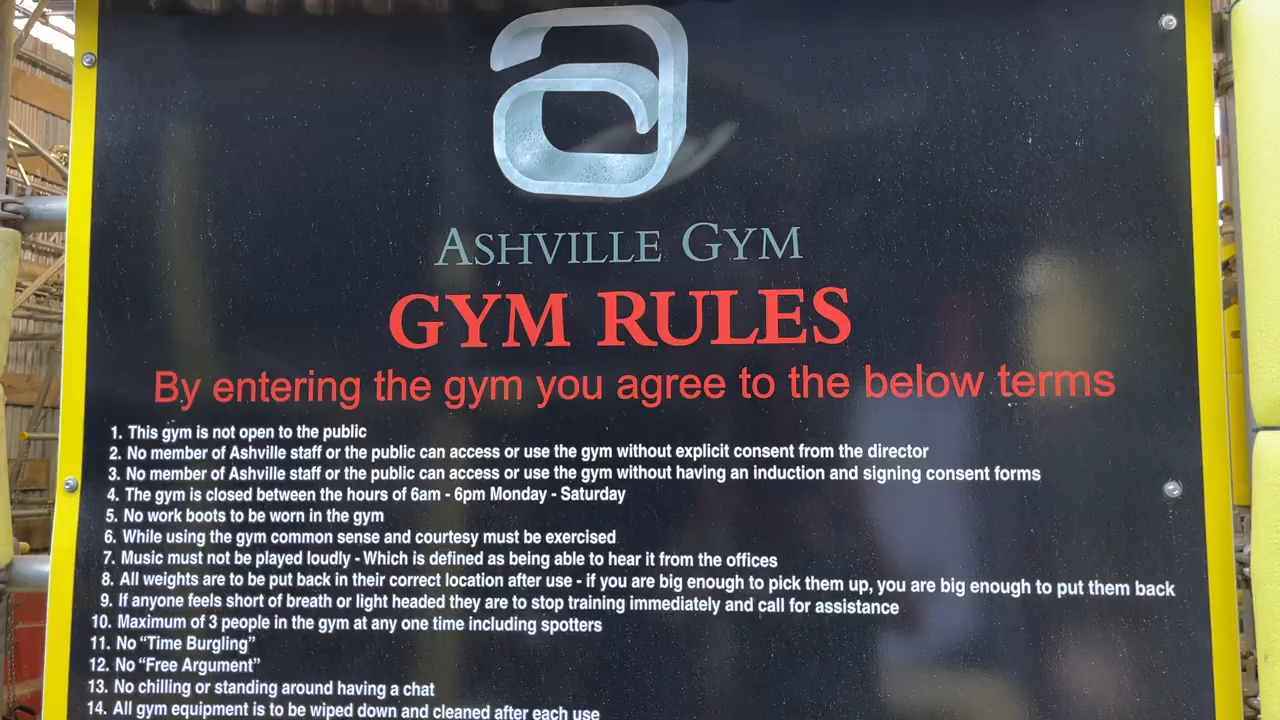 ASHVILLE GYM
GYM RULES
By entering the gym you agree to the below terms
1. This gym is not open to the public
2. No member of Ashville staff or the public can access or use the gym without explicit consent from the director
3. No member of Ashville staff or the public can access or use the gym without having an induction and signing consent forms
4. The gym is closed between the hours of 6am - 6pm Monday - Saturday
5. No work boots to be worn in the gym
6. While using the gym common sense and courtesy must be exercised
7. Music must not be played loudly - Which is defined as being able to hear it from the offices
8. All weights are to be put back in their correct location after use - if you are big enough to pick them up, you are big enough to put them back
9. If anyone feels short of breath or light headed they are to stop training immediately and call for assistance
10. Maximum of 3 people in the gym at any one time including spotters
11. No “Time Burgling”
12. No “Free Argument”
13. No chilling or standing around having a chat
14. All gym equipment is to be wiped down and cleaned after each use